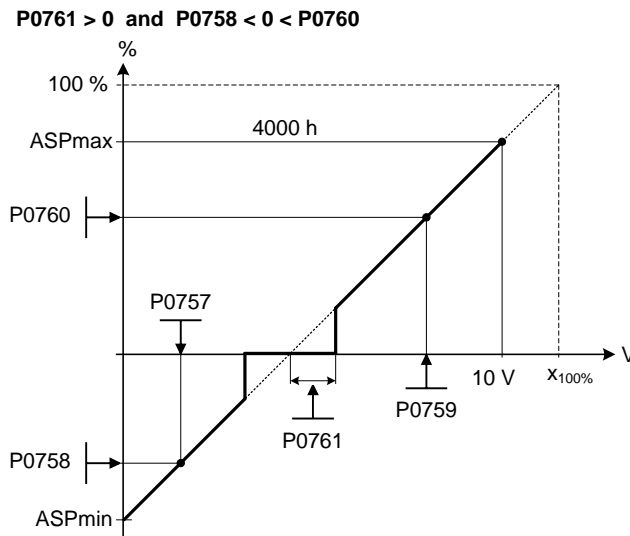 P0761 > 0 and P0758 < 0 < P0760
%
100 %
ASPmax
4000 h
P0760
P0757
V
10 V
x100%
P0759
P0761
P0758
ASPmin